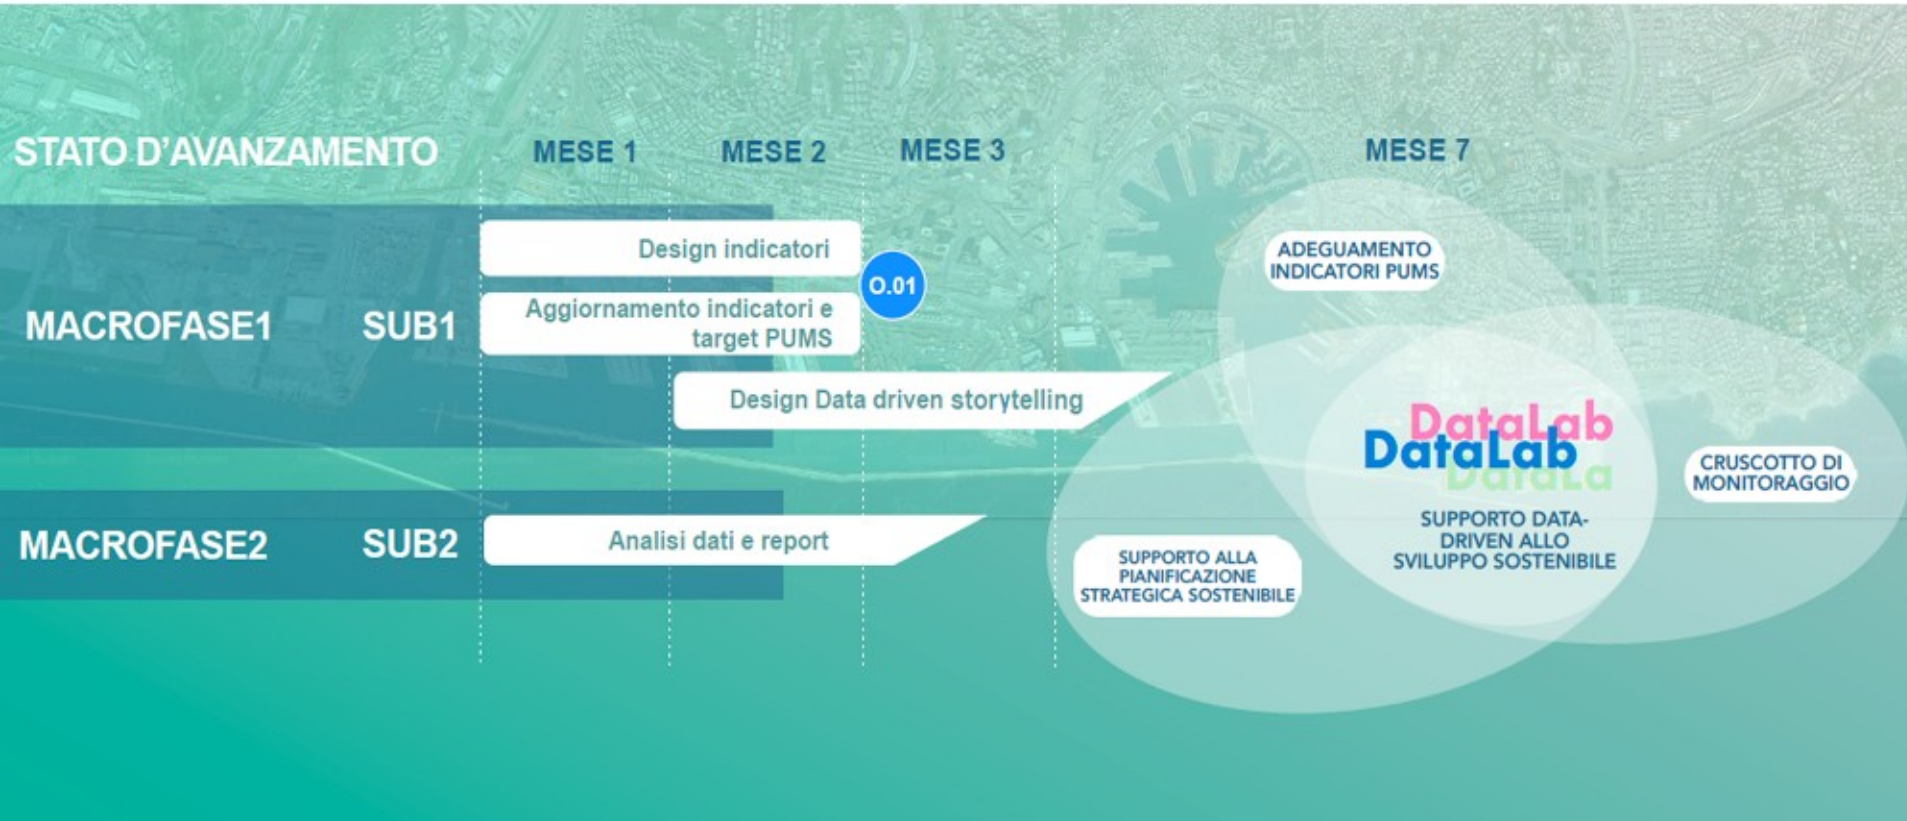 STATO D'AVANZAMENTO
MESE 1
MESE 2
MESE 3
MESE 7
MACROFASE1
SUB1
Design indicatori
Aggiornamento indicatori e
target PUMS
O.01
Design Data driven storytelling
MACROFASE2
SUB2
Analisi dati e report
ADEGUAMENTO
INDICATORI PUMS
DataLab
DataLab
DataLa
SUPPORTO DATA-
DRIVEN ALLO
SVILUPPO SOSTENIBILE
CRUSCOTTO DI
MONITORAGGIO
SUPPORTO ALLA
PIANIFICAZIONE
STRATEGICA SOSTENIBILE